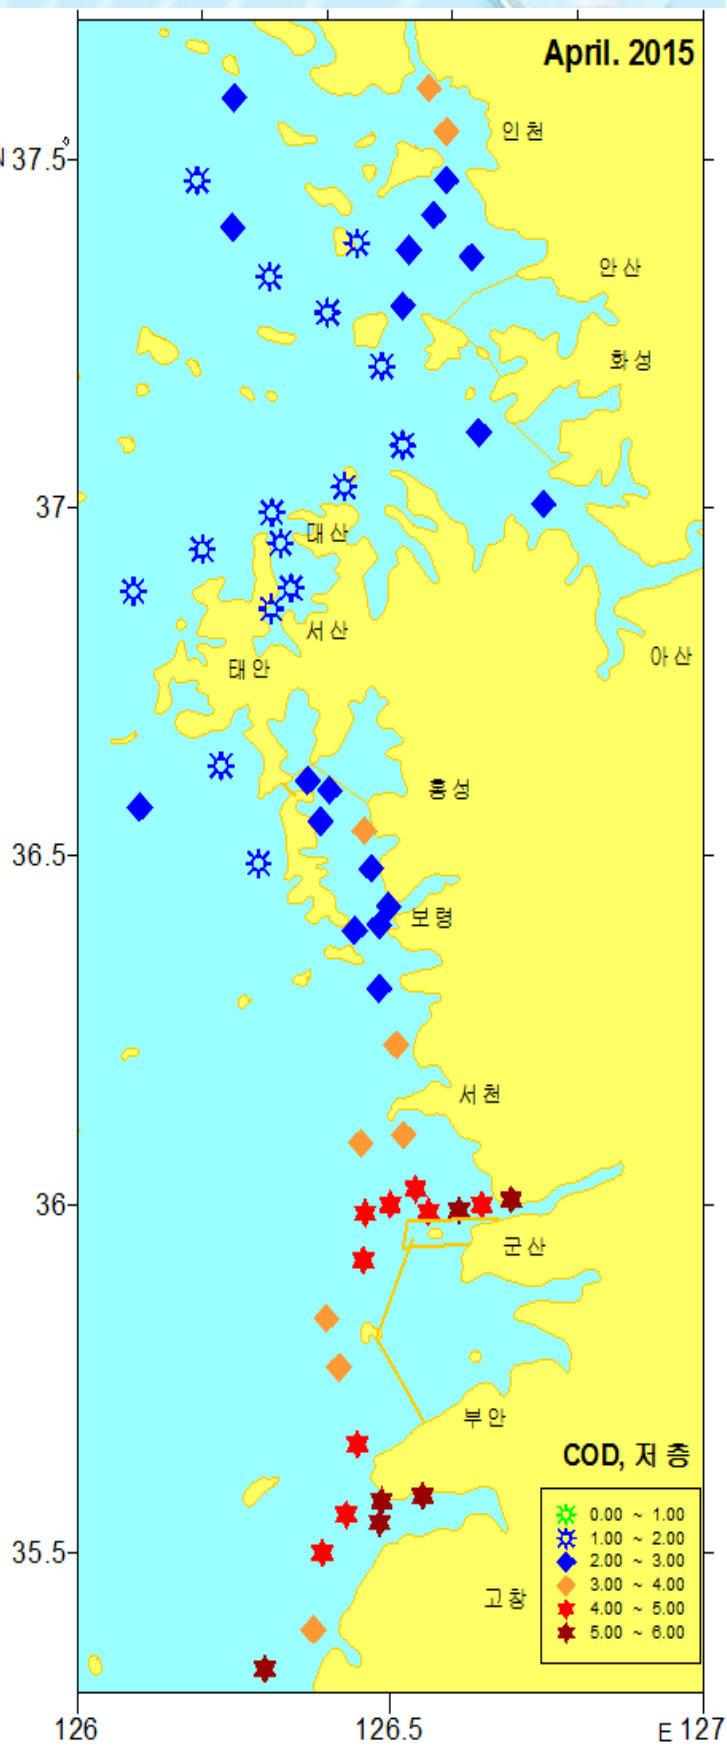 April. 2015
인천
N 37.5°
안산
화성
37
대산
서산
아산
태안
홍성
36.5
보령
서천
36
군산
부안
COD, 저 층
0.00 ~ 1.00
1.00 ~ 2.00
2.00 ~ 3.00
3.00 ~ 4.00
4.00 ~ 5.00
5.00 ~ 6.00
35.5
고창
126
126.5
E 127